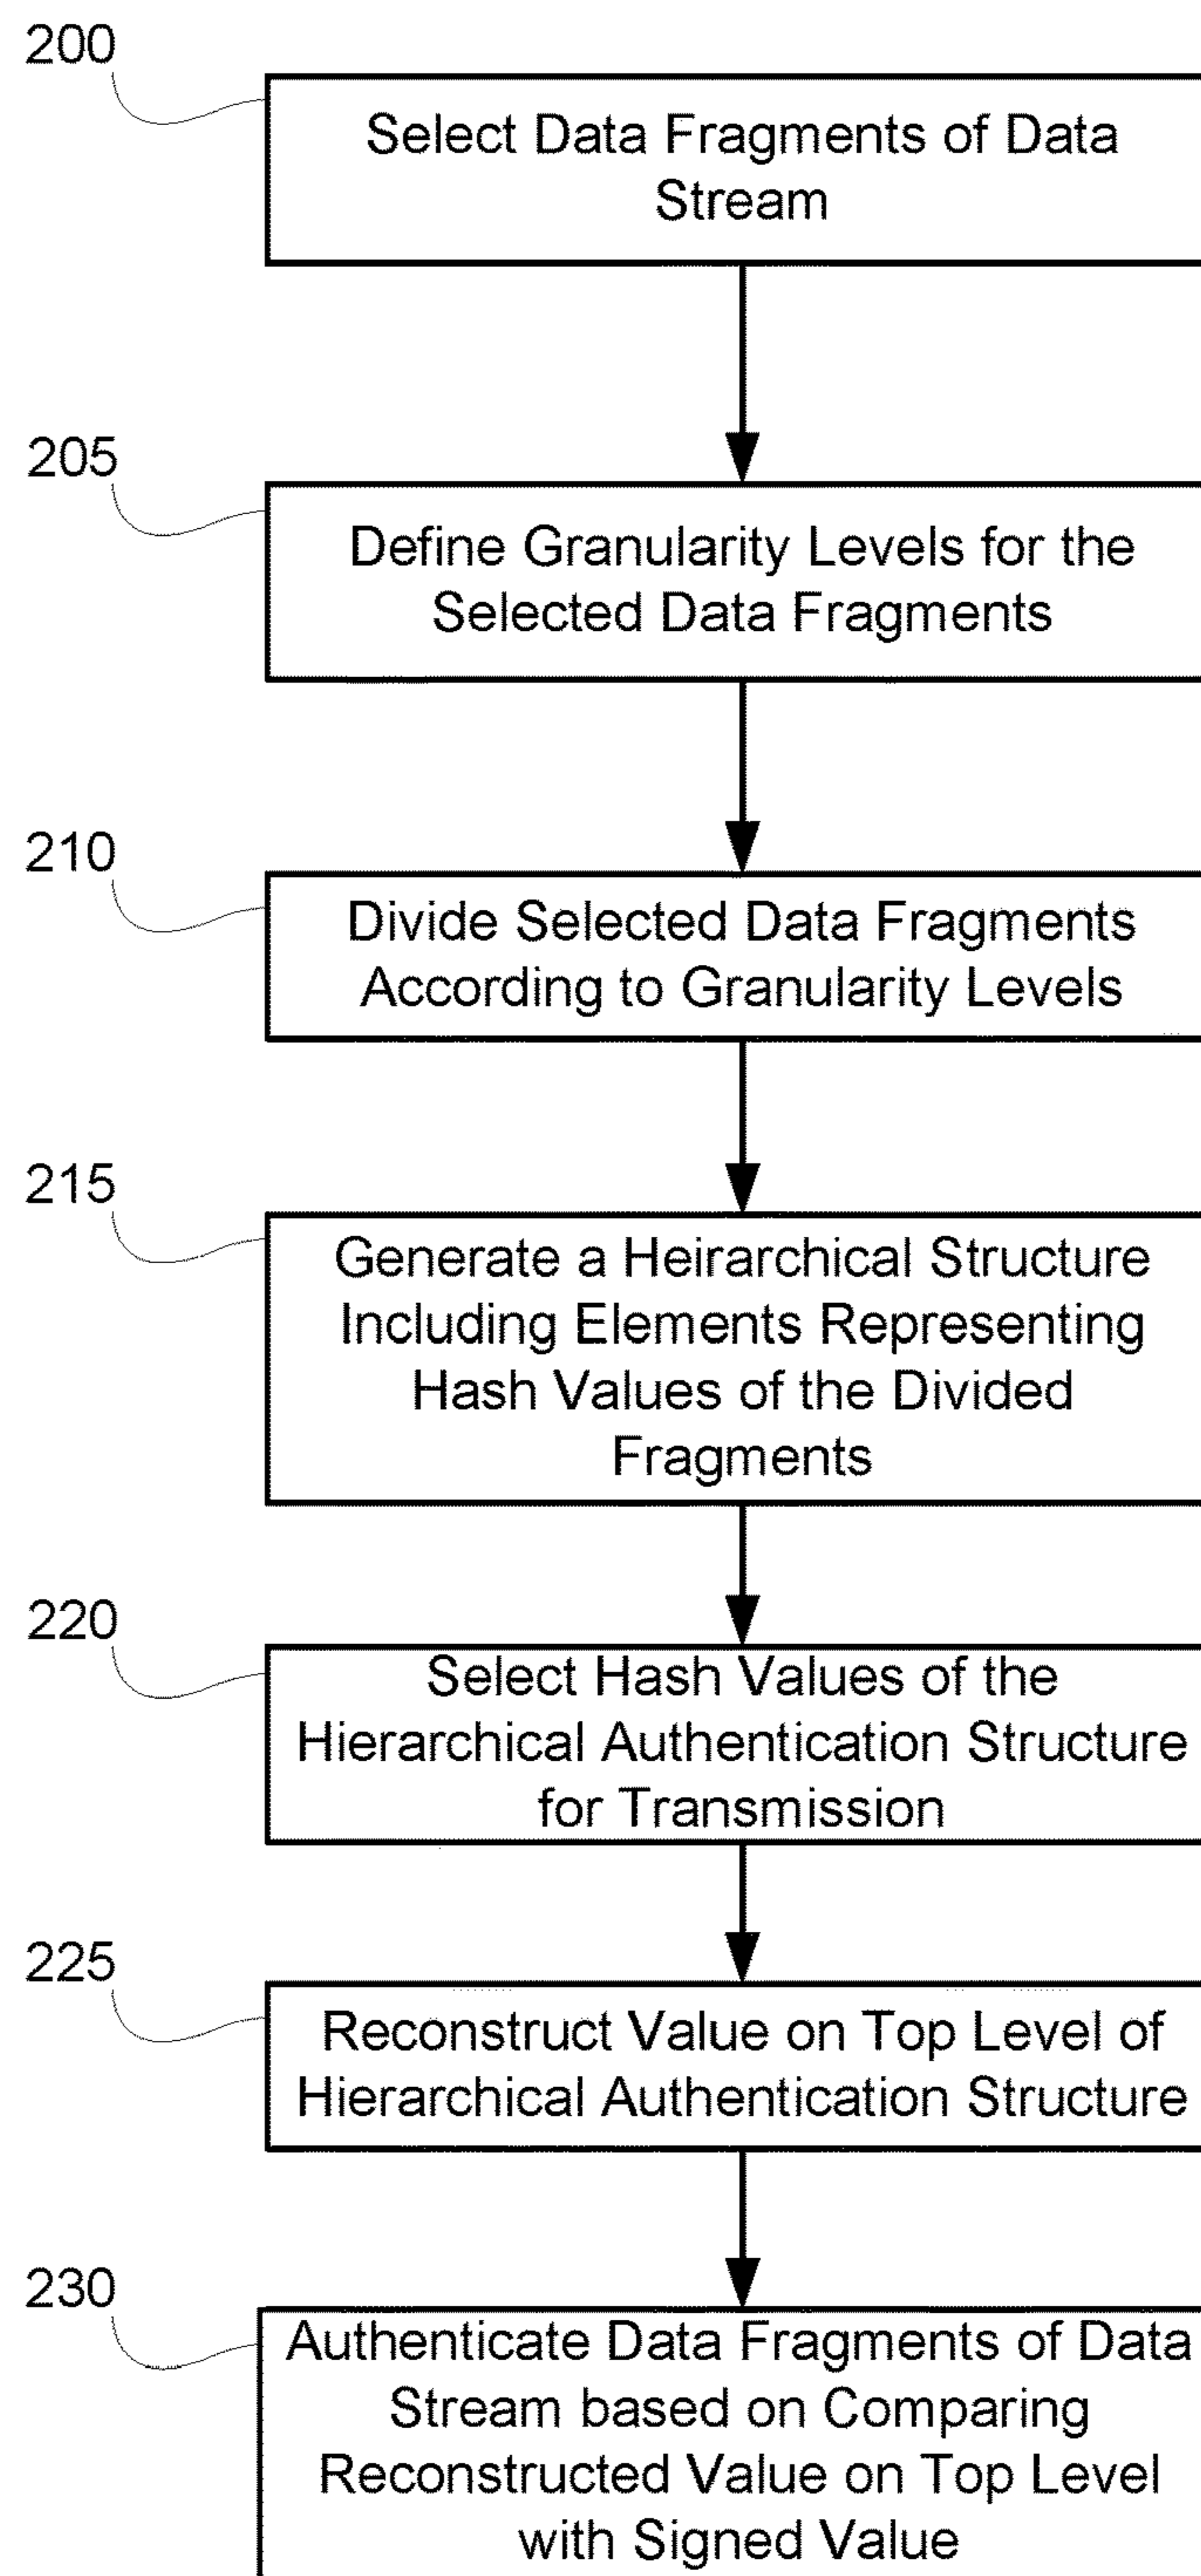 200
Select Data Fragments of Data
Stream
205
Define Granularity Levels for the
Selected Data Fragments
210
Divide Selected Data Fragments
According to Granularity Levels
215
Generate a Heirarchical Structure
Including Elements Representing
Hash Values of the Divided
Fragments
220
Select Hash Values of the
Hierarchical Authentication Structure
for Transmission
225
Reconstruct Value on Top Level of
Hierarchical Authentication Structure
230
Authenticate Data Fragments of Data
Stream based on Comparing
Reconstructed Value on Top Level
with Signed Value